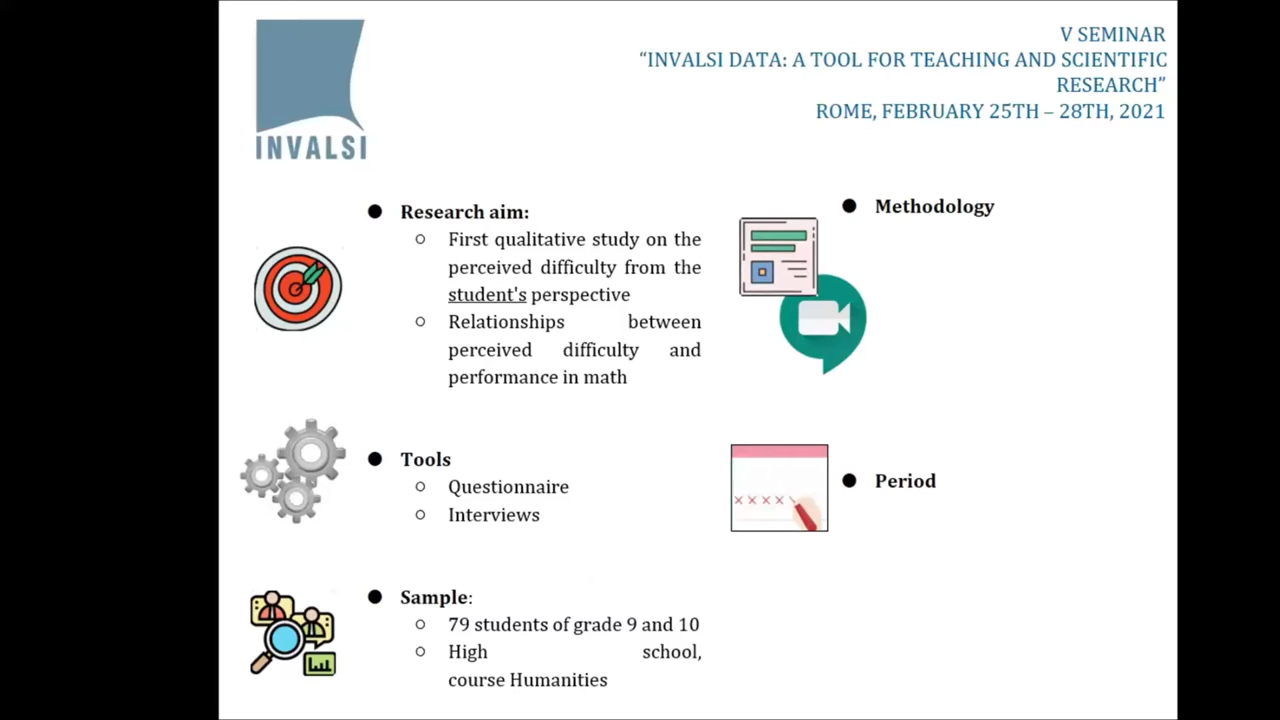 INVALSI
V SEMINAR
“INVALSI DATA: A TOOL FOR TEACHING AND SCIENTIFIC
RESEARCH”
ROME, FEBRUARY 25TH – 28TH, 2021
● Research aim:
○ First qualitative study on the
perceived difficulty from the
student's perspective
○ Relationships between
perceived difficulty and
performance in math
● Tools
○ Questionnaire
○ Interviews
● Sample:
○ 79 students of grade 9 and 10
○ High school,
course Humanities
● Methodology
● Period